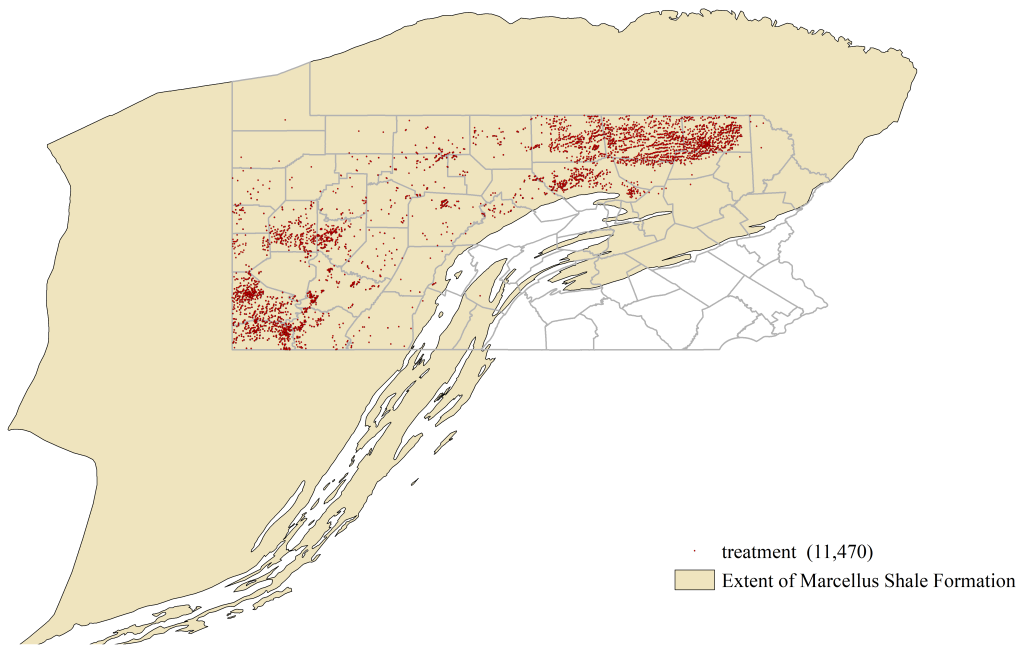 treatment (11,470)
Extent of Marcellus Shale Formation